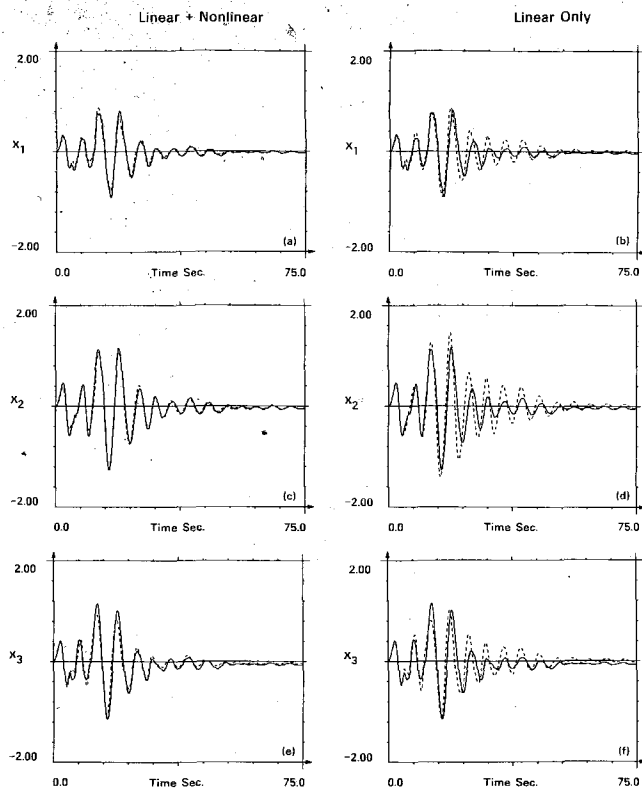 Linear + Nonlinear
Linear Only
2.00
x1
-2.00
(a)
0.0 Time Sec. 75.0
2.00
x1
-2.00
(b)
0.0 Time Sec. 75.0
2.00
x2
-2.00
(c)
0.0 Time Sec. 75.0
2.00
x2
-2.00
(d)
0.0 Time Sec. 75.0
2.00
x3
-2.00
(e)
0.0 Time Sec. 75.0
2.00
x3
-2.00
(f)
0.0 Time Sec. 75.0